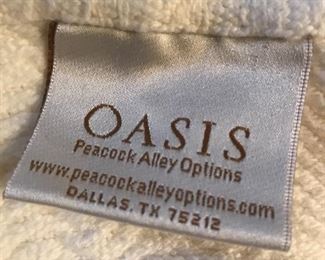 OASIS
Peacock Alley Options
www.peacockalleyoptions.com
DALLAS, TX 75212